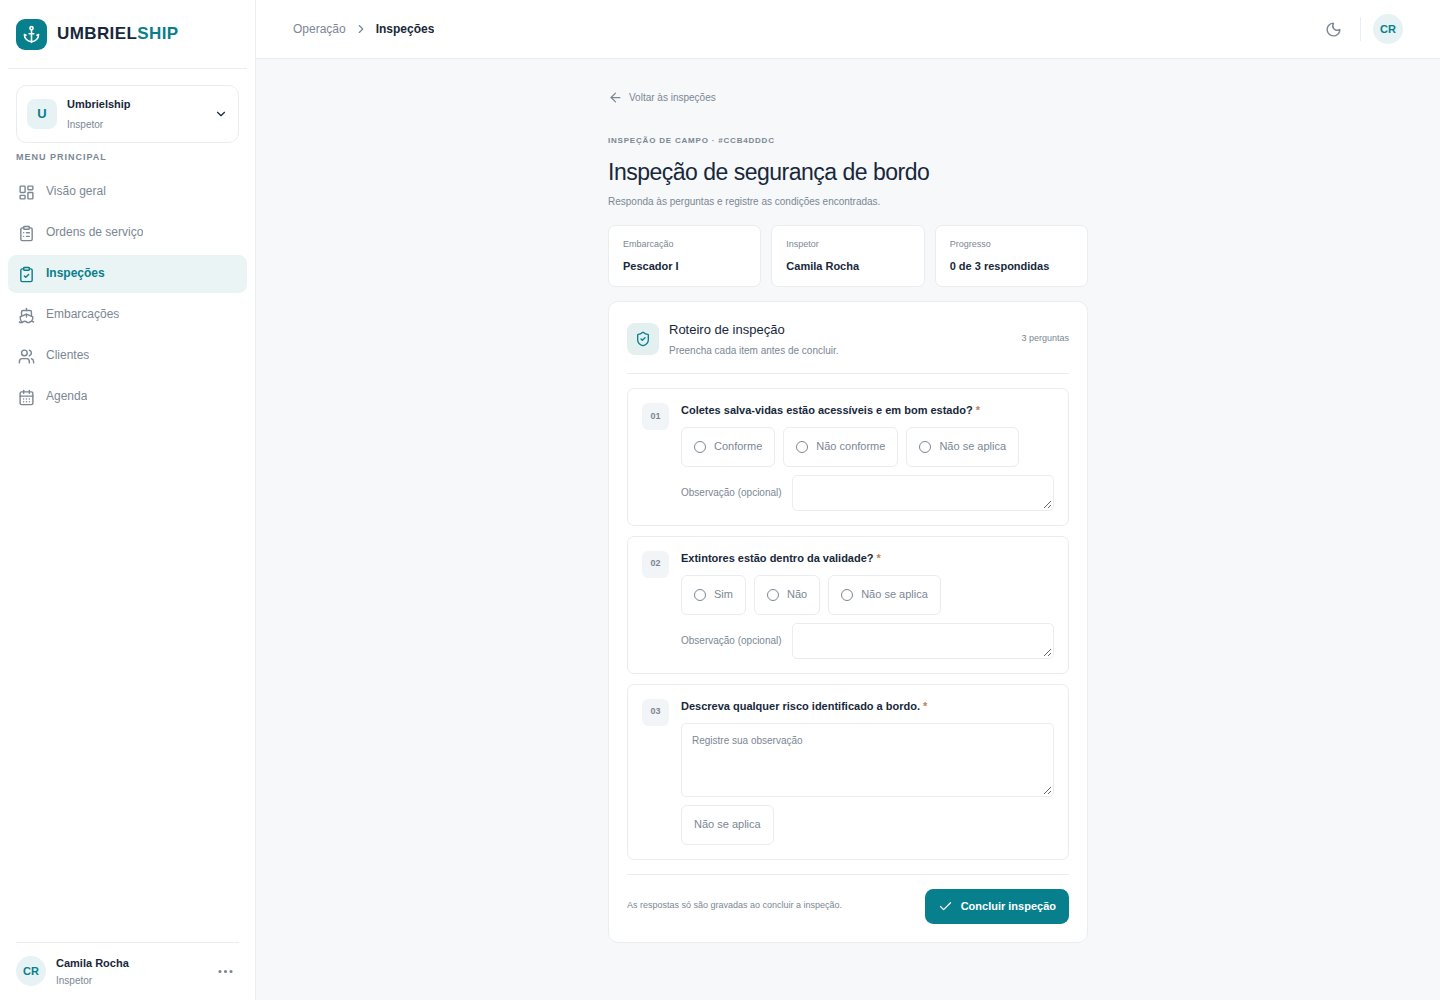 UMBRIELSHIP
U
Umbrielship
Inspetor
MENU PRINCIPAL
Visão geral
Ordens de serviço
Inspeções
Embarcações
Clientes
Agenda
CR
Camila Rocha
Inspetor
Operação
Inspeções
CR
Voltar às inspeções
INSPEÇÃO DE CAMPO · #CCB4DDDC
Inspeção de segurança de bordo
Responda às perguntas e registre as condições encontradas.
Embarcação
Pescador I
Inspetor
Camila Rocha
Progresso
0 de 3 respondidas
Roteiro de inspeção
Preencha cada item antes de concluir.
3 perguntas
01
Coletes salva-vidas estão acessíveis e em bom estado? *
Conforme
Não conforme
Não se aplica
Observação (opcional)
02
Extintores estão dentro da validade? *
Sim
Não
Não se aplica
Observação (opcional)
03
Descreva qualquer risco identificado a bordo. *
Registre sua observação
Não se aplica
As respostas só são gravadas ao concluir a inspeção.
Concluir inspeção